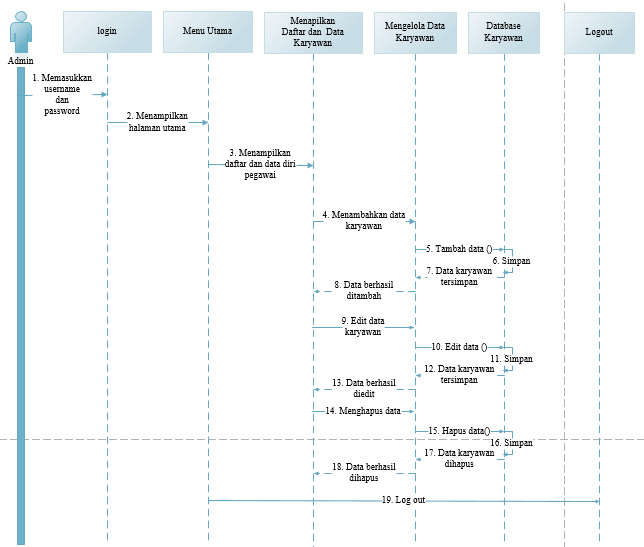 Admin
login
Menu Utama
Menapilkan
Daftar dan Data
Karyawan
Mengelola Data
Karyawan
Database
Karyawan
Logout
1. Memasukkan
username
dan
password
2. Menampilkan
halaman utama
3. Menampilkan
daftar dan data diri
pegawai
4. Menambahkan data
karyawan
5. Tambah data ()
6. Simpan
7. Data karyawan
tersimpan
8. Data berhasil
ditambah
9. Edit data
karyawan
10. Edit data ()
11. Simpan
12. Data karyawan
tersimpan
13. Data berhasil
diedit
14. Menghapus data
15. Hapus data()
16. Simpan
17. Data karyawan
dihapus
18. Data berhasil
dihapus
19. Log out